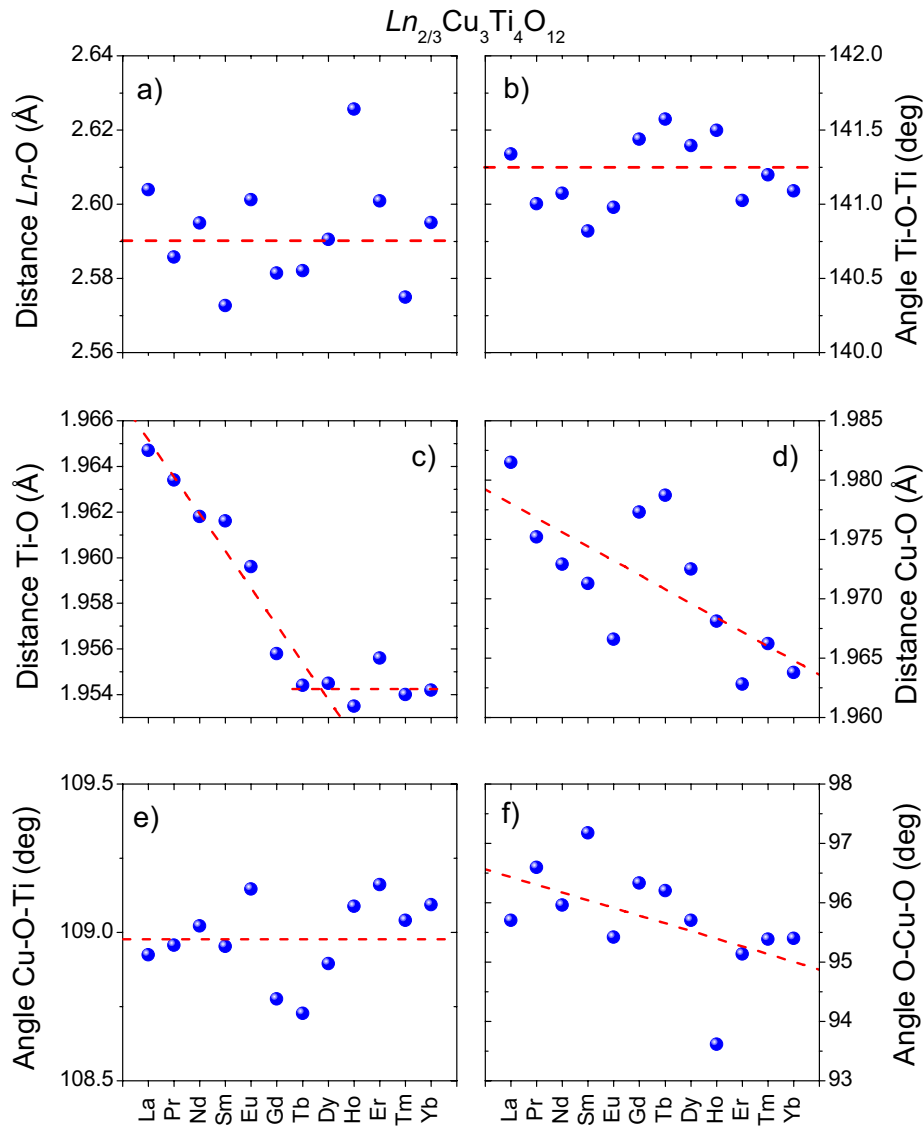 Ln2/3Cu3Ti4O12
a)
b)
2.64
2.62
2.60
2.58
2.56
Distance Ln-O (Å)
142.0
141.5
141.0
140.5
140.0
Angle Ti-O-Ti (deg)
c)
d)
1.966
1.964
1.962
1.960
1.958
1.956
1.954
Distance Ti-O (Å)
1.985
1.980
1.975
1.970
1.965
1.960
Distance Cu-O (Å)
e)
f)
109.5
109.0
108.5
Angle Cu-O-Ti (deg)
98
97
96
95
94
93
Angle O-Cu-O (deg)
La Pr Nd Sm Eu Gd Tb Dy Ho Er Tm Yb
La Pr Nd Sm Eu Gd Tb Dy Ho Er Tm Yb